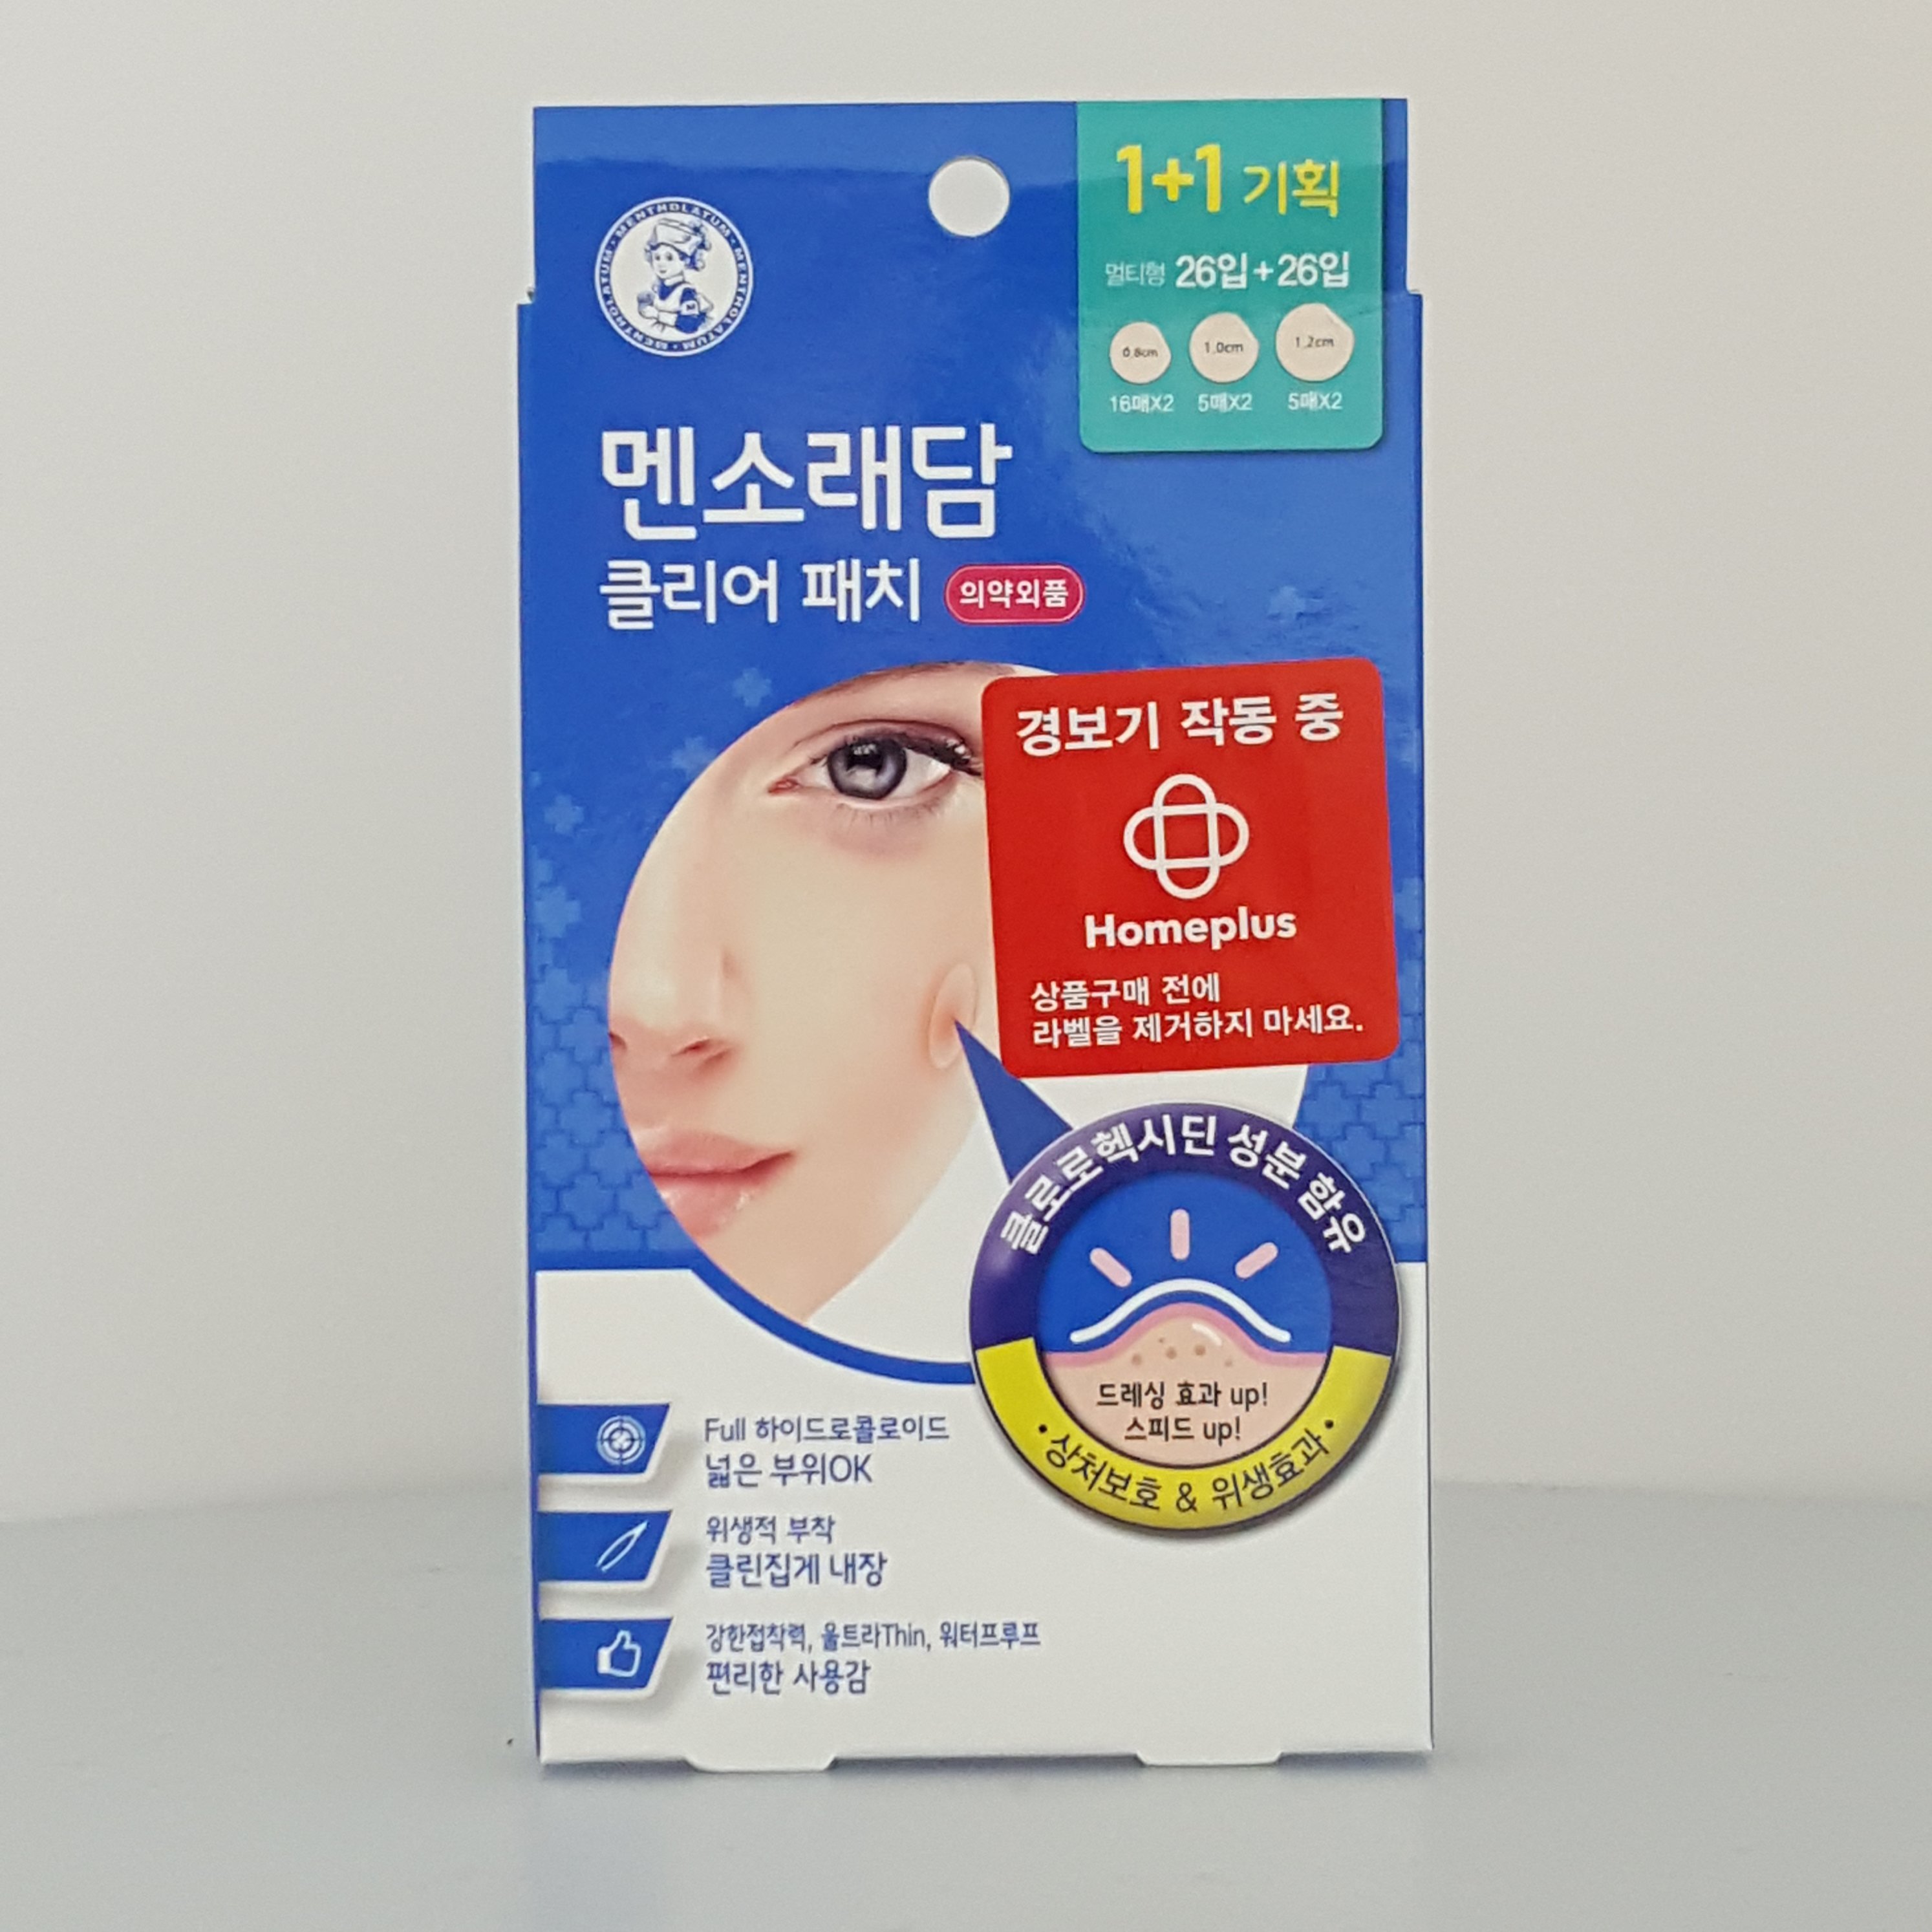 1+1 기획
멀티형 26입+26입
0.8cm 1.0cm 1.2cm
16매X2 5매X2 5매X2
MENTHOLATUM · MENTHOLATUM · MENTHOLATUM ·
멘소래담
클리어 패치 의약외품
경보기 작동 중
Homeplus
상품구매 전에
라벨을 제거하지 마세요.
클로로헥시딘 성분 함유
드레싱 효과 up!
스피드 up!
· 상처보호 & 위생효과 ·
Full 하이드로콜로이드
넓은 부위OK
위생적 부착
클린집게 내장
강한접착력, 울트라Thin, 워터프루프
편리한 사용감